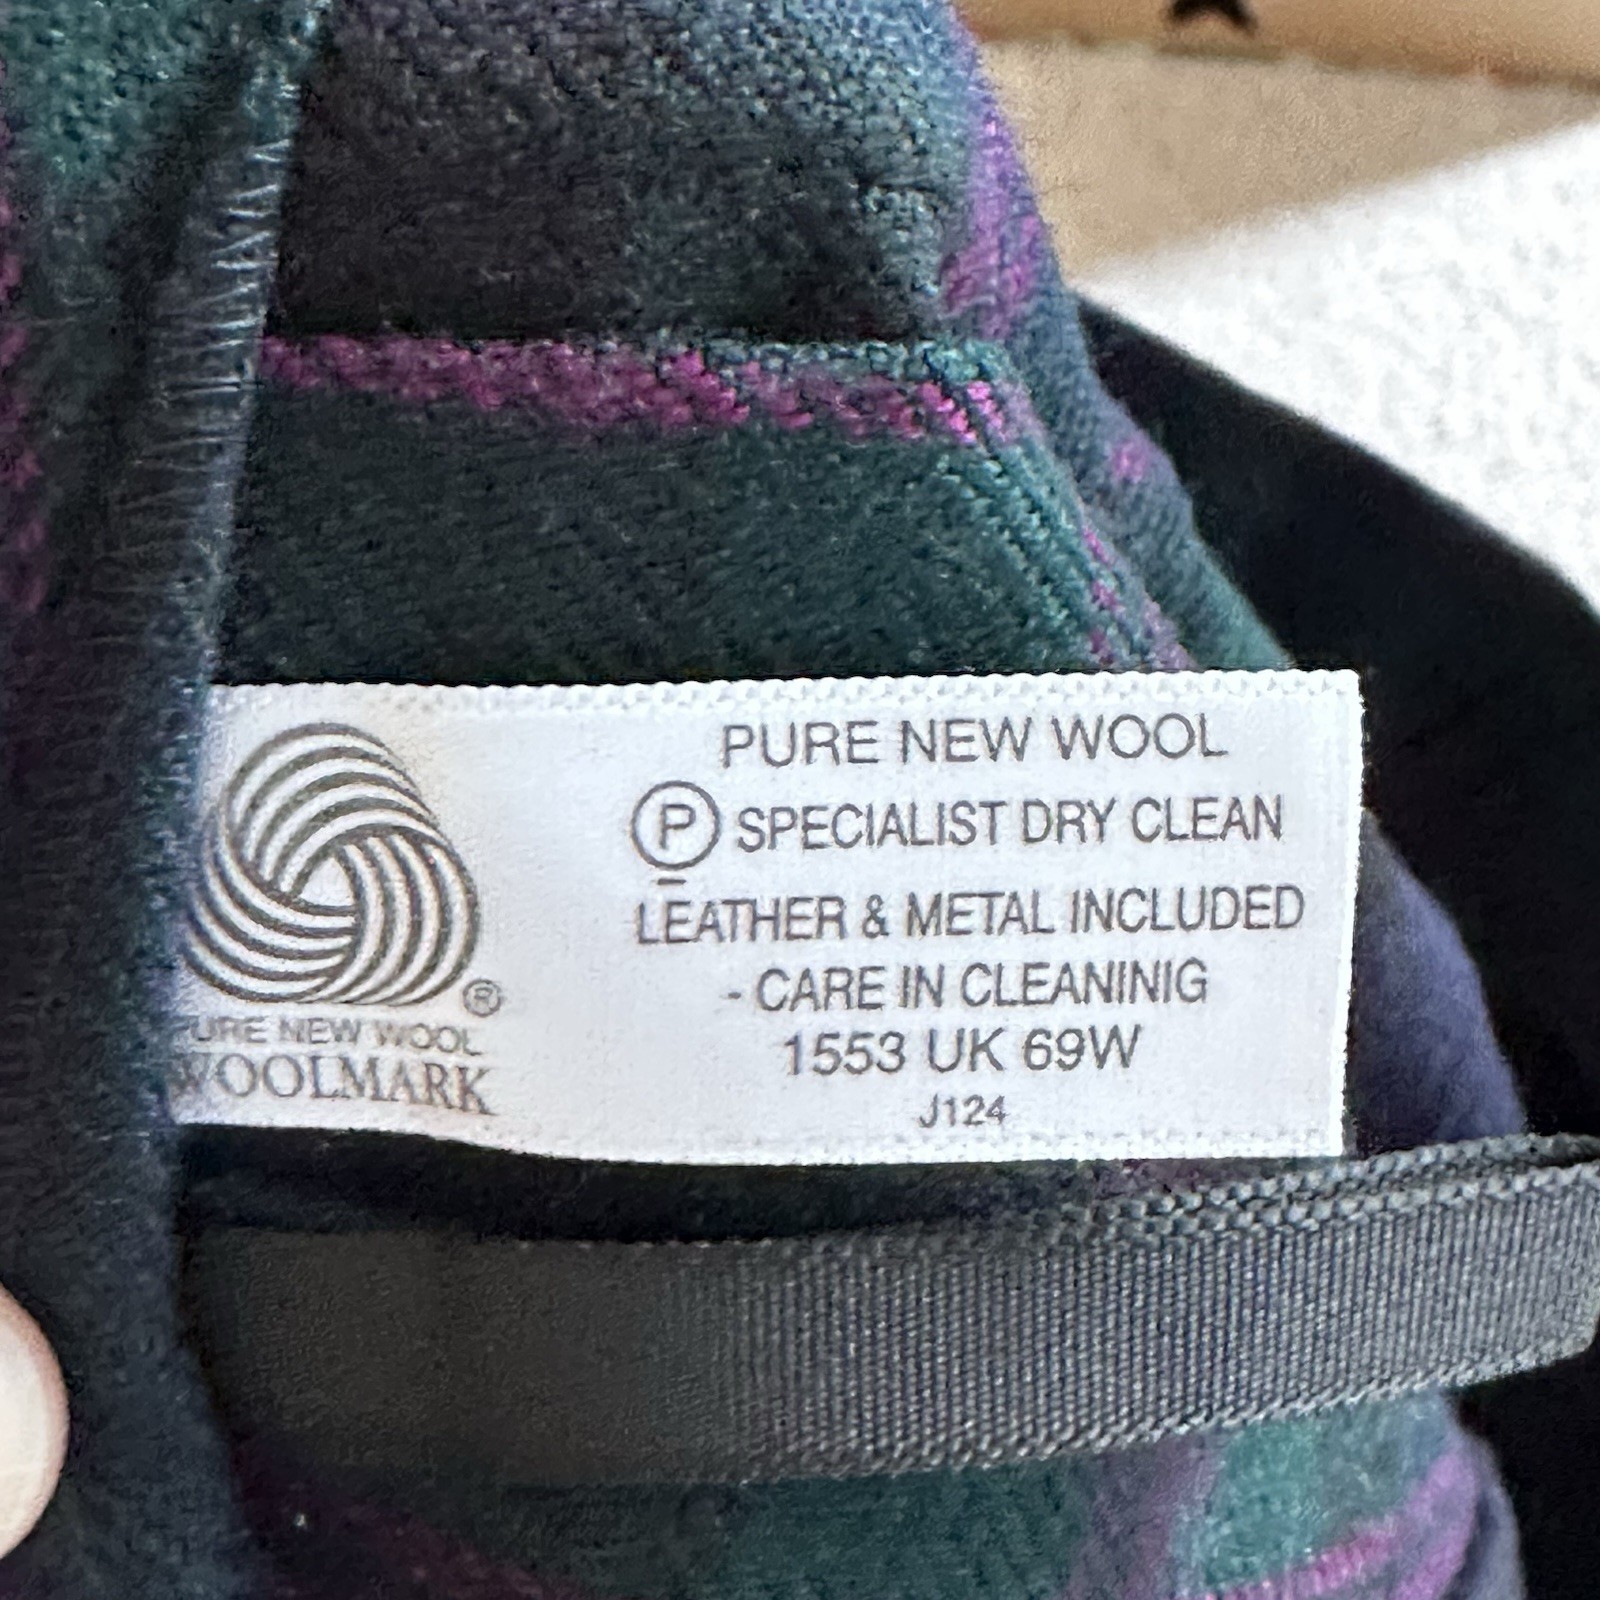 PURE NEW WOOL
P SPECIALIST DRY CLEAN
LEATHER & METAL INCLUDED
- CARE IN CLEANINIG
1553 UK 69W
J124
®
URE NEW WOOL
WOOLMARK